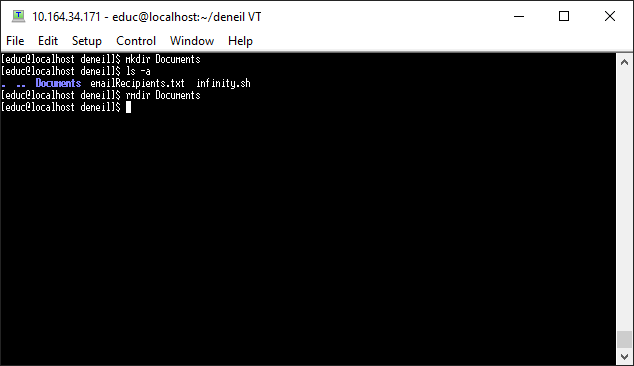 10.164.34.171 - educ@localhost:~/deneil VT
File Edit Setup Control Window Help
[educ@localhost deneil]$ mkdir Documents
[educ@localhost deneil]$ ls -a
. .. Documents emailRecipients.txt infinity.sh
[educ@localhost deneil]$ rmdir Documents
[educ@localhost deneil]$